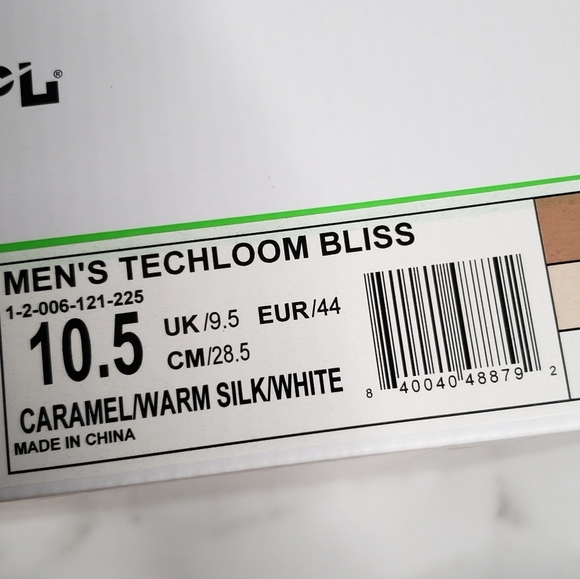 MEN'S TECHLOOM BLISS
1-2-006-121-225
10.5 UK/9.5 EUR/44
CM/28.5
CARAMEL/WARM SILK/WHITE
MADE IN CHINA
8 40040 48879 2